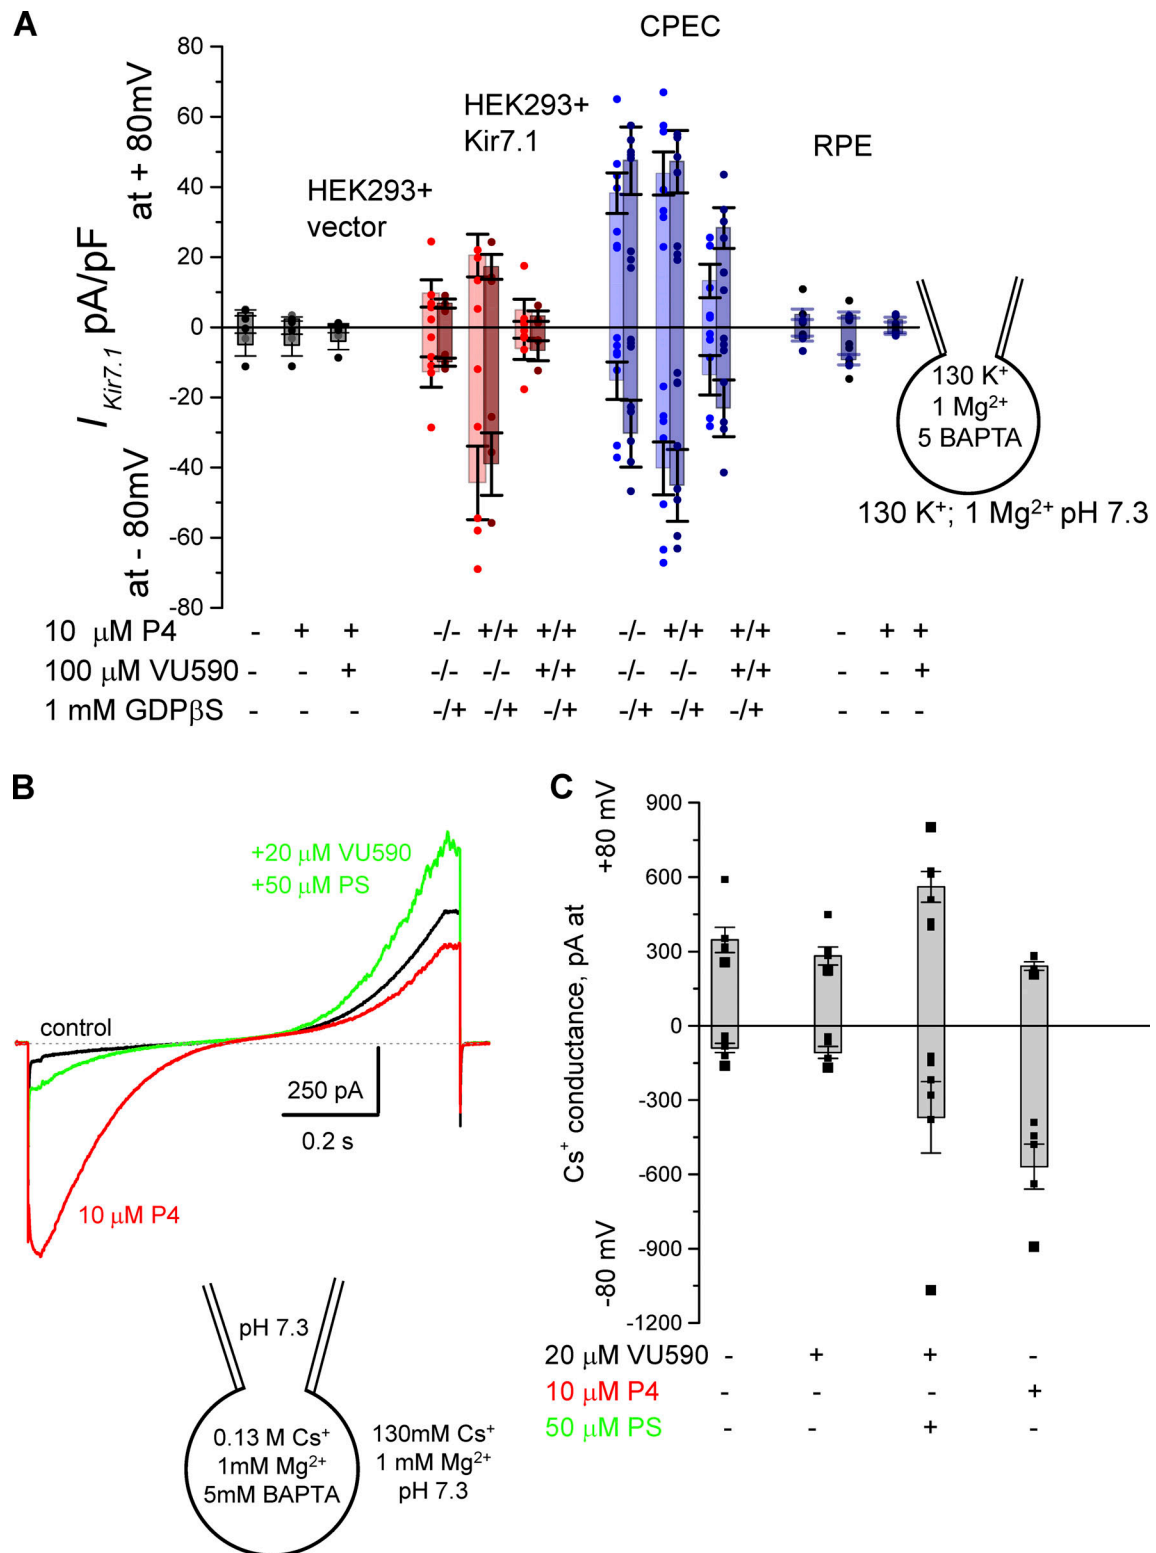 A
CPEC
HEK293+
Kir7.1
HEK293+
vector
RPE
I Kir7.1 pA/pF
at + 80mV
at - 80mV
80
60
40
20
0
-20
-40
-60
-80
130 K⁺
1 Mg²⁺
5 BAPTA
130 K⁺; 1 Mg²⁺ pH 7.3
10 μM P4 - + + -/- +/+ +/+ -/- +/+ +/+ - + +
100 μM VU590 - - + -/- -/- +/+ -/- -/- +/+ - - +
1 mM GDPβS - - - -/+ -/+ -/+ -/+ -/+ -/+ - - -
B
+20 μM VU590
+50 μM PS
control
250 pA
0.2 s
10 μM P4
pH 7.3
0.13 M Cs⁺
1mM Mg²⁺
5mM BAPTA
130mM Cs⁺
1 mM Mg²⁺
pH 7.3
C
Cs⁺ conductance, pA at
+80 mV
-80 mV
900
600
300
0
-300
-600
-900
-1200
20 μM VU590 - + + -
10 μM P4 - - - +
50 μM PS - - + -